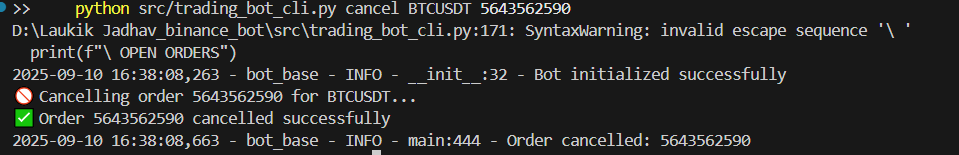 >> python src/trading_bot_cli.py cancel BTCUSDT 5643562590
D:\Laukik Jadhav_binance_bot\src\trading_bot_cli.py:171: SyntaxWarning: invalid escape sequence '\ '
print(f"\ OPEN ORDERS")
2025-09-10 16:38:08,263 - bot_base - INFO - __init__:32 - Bot initialized successfully
🚫 Cancelling order 5643562590 for BTCUSDT...
✅ Order 5643562590 cancelled successfully
2025-09-10 16:38:08,663 - bot_base - INFO - main:444 - Order cancelled: 5643562590